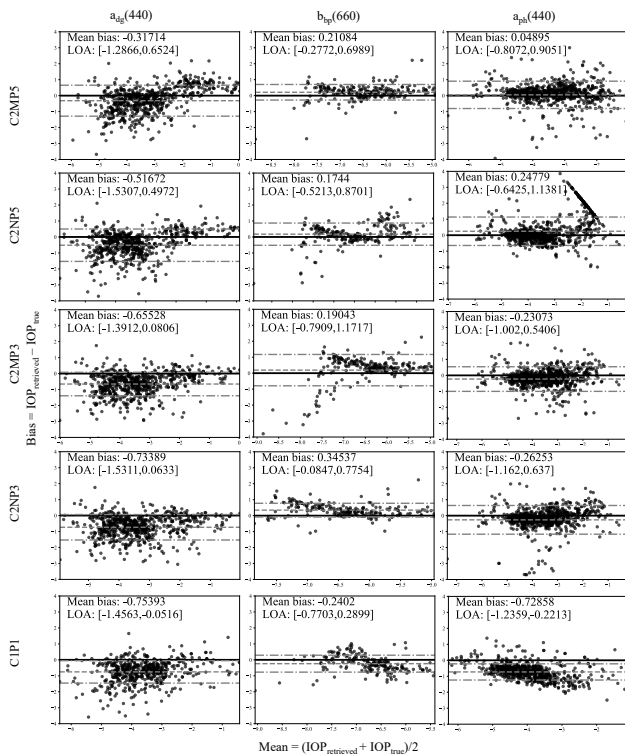 a_dg(440) b_bp(660) a_ph(440)
C2MP5
Mean bias: -0.31714
LOA: [-1.2866,0.6524]
Mean bias: 0.21084
LOA: [-0.2772,0.6989]
Mean bias: 0.04895
LOA: [-0.8072,0.9051]*
C2NP5
Mean bias: -0.51672
LOA: [-1.5307,0.4972]
Mean bias: 0.1744
LOA: [-0.5213,0.8701]
Mean bias: 0.24779
LOA: [-0.6425,1.1381]
C2MP3
Mean bias: -0.65528
LOA: [-1.3912,0.0806]
Mean bias: 0.19043
LOA: [-0.7909,1.1717]
Mean bias: -0.23073
LOA: [-1.002,0.5406]
Bias = IOP_retrieved − IOP_true
C2NP3
Mean bias: -0.73389
LOA: [-1.5311,0.0633]
Mean bias: 0.34537
LOA: [-0.0847,0.7754]
Mean bias: -0.26253
LOA: [-1.162,0.637]
C1P1
Mean bias: -0.75393
LOA: [-1.4563,-0.0516]
Mean bias: -0.2402
LOA: [-0.7703,0.2899]
Mean bias: -0.72858
LOA: [-1.2359,-0.2213]
Mean = (IOP_retrieved + IOP_true)/2